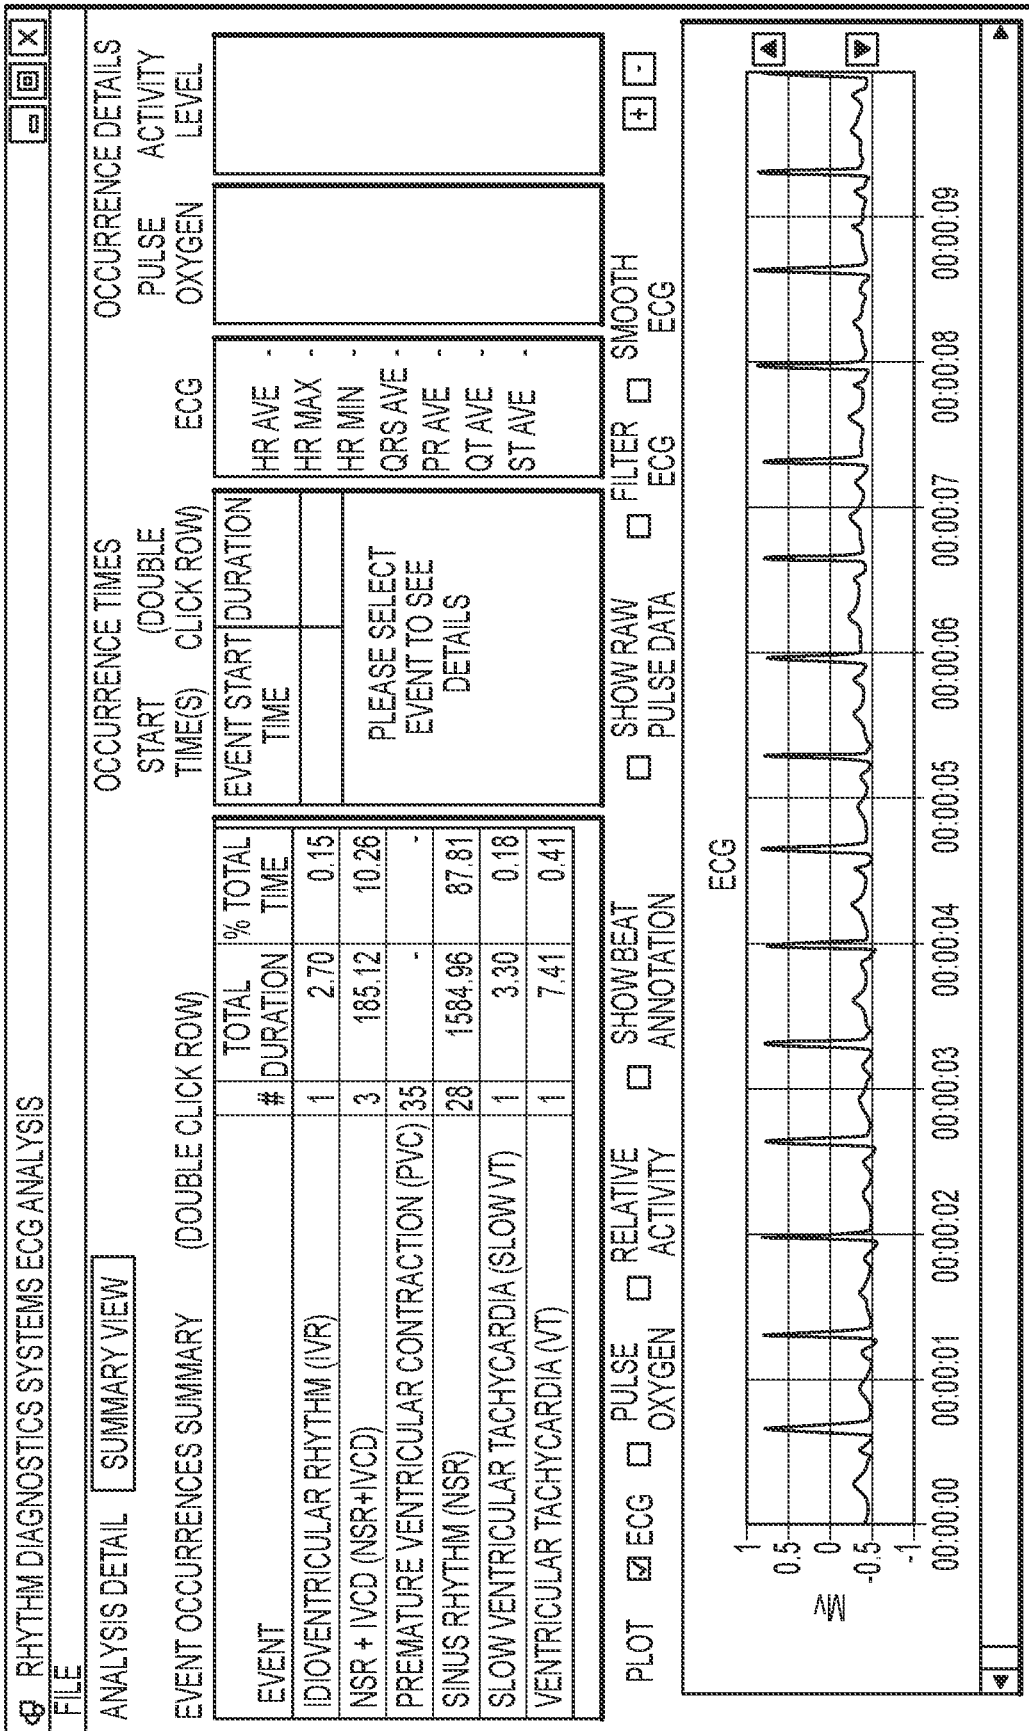 RHYTHM DIAGNOSTICS SYSTEMS ECG ANALYSIS
FILE
ANALYSIS DETAIL SUMMARY VIEW
EVENT OCCURRENCES SUMMARY (DOUBLE CLICK ROW)
EVENT # TOTAL DURATION % TOTAL TIME
IDIOVENTRICULAR RHYTHM (IVR) 1 2.70 0.15
NSR + IVCD (NSR+IVCD) 3 185.12 10.26
PREMATURE VENTRICULAR CONTRACTION (PVC) 35 - -
SINUS RHYTHM (NSR) 28 1584.96 87.81
SLOW VENTRICULAR TACHYCARDIA (SLOW VT) 1 3.30 0.18
VENTRICULAR TACHYCARDIA (VT) 1 7.41 0.41
OCCURRENCE TIMES
START (DOUBLE
TIME(S) CLICK ROW)
EVENT START DURATION
TIME
PLEASE SELECT
EVENT TO SEE
DETAILS
OCCURRENCE DETAILS
ECG
HR AVE -
HR MAX -
HR MIN -
QRS AVE -
PR AVE -
QT AVE -
ST AVE -
PULSE
OXYGEN
ACTIVITY
LEVEL
PLOT ECG
PULSE
OXYGEN
RELATIVE
ACTIVITY
SHOW BEAT
ANNOTATION
SHOW RAW
PULSE DATA
FILTER
ECG
SMOOTH
ECG
+ -
ECG
Mv
1
0.5
0
-0.5
-1
00:00:00 00:00:01 00:00:02 00:00:03 00:00:04 00:00:05 00:00:06 00:00:07 00:00:08 00:00:09